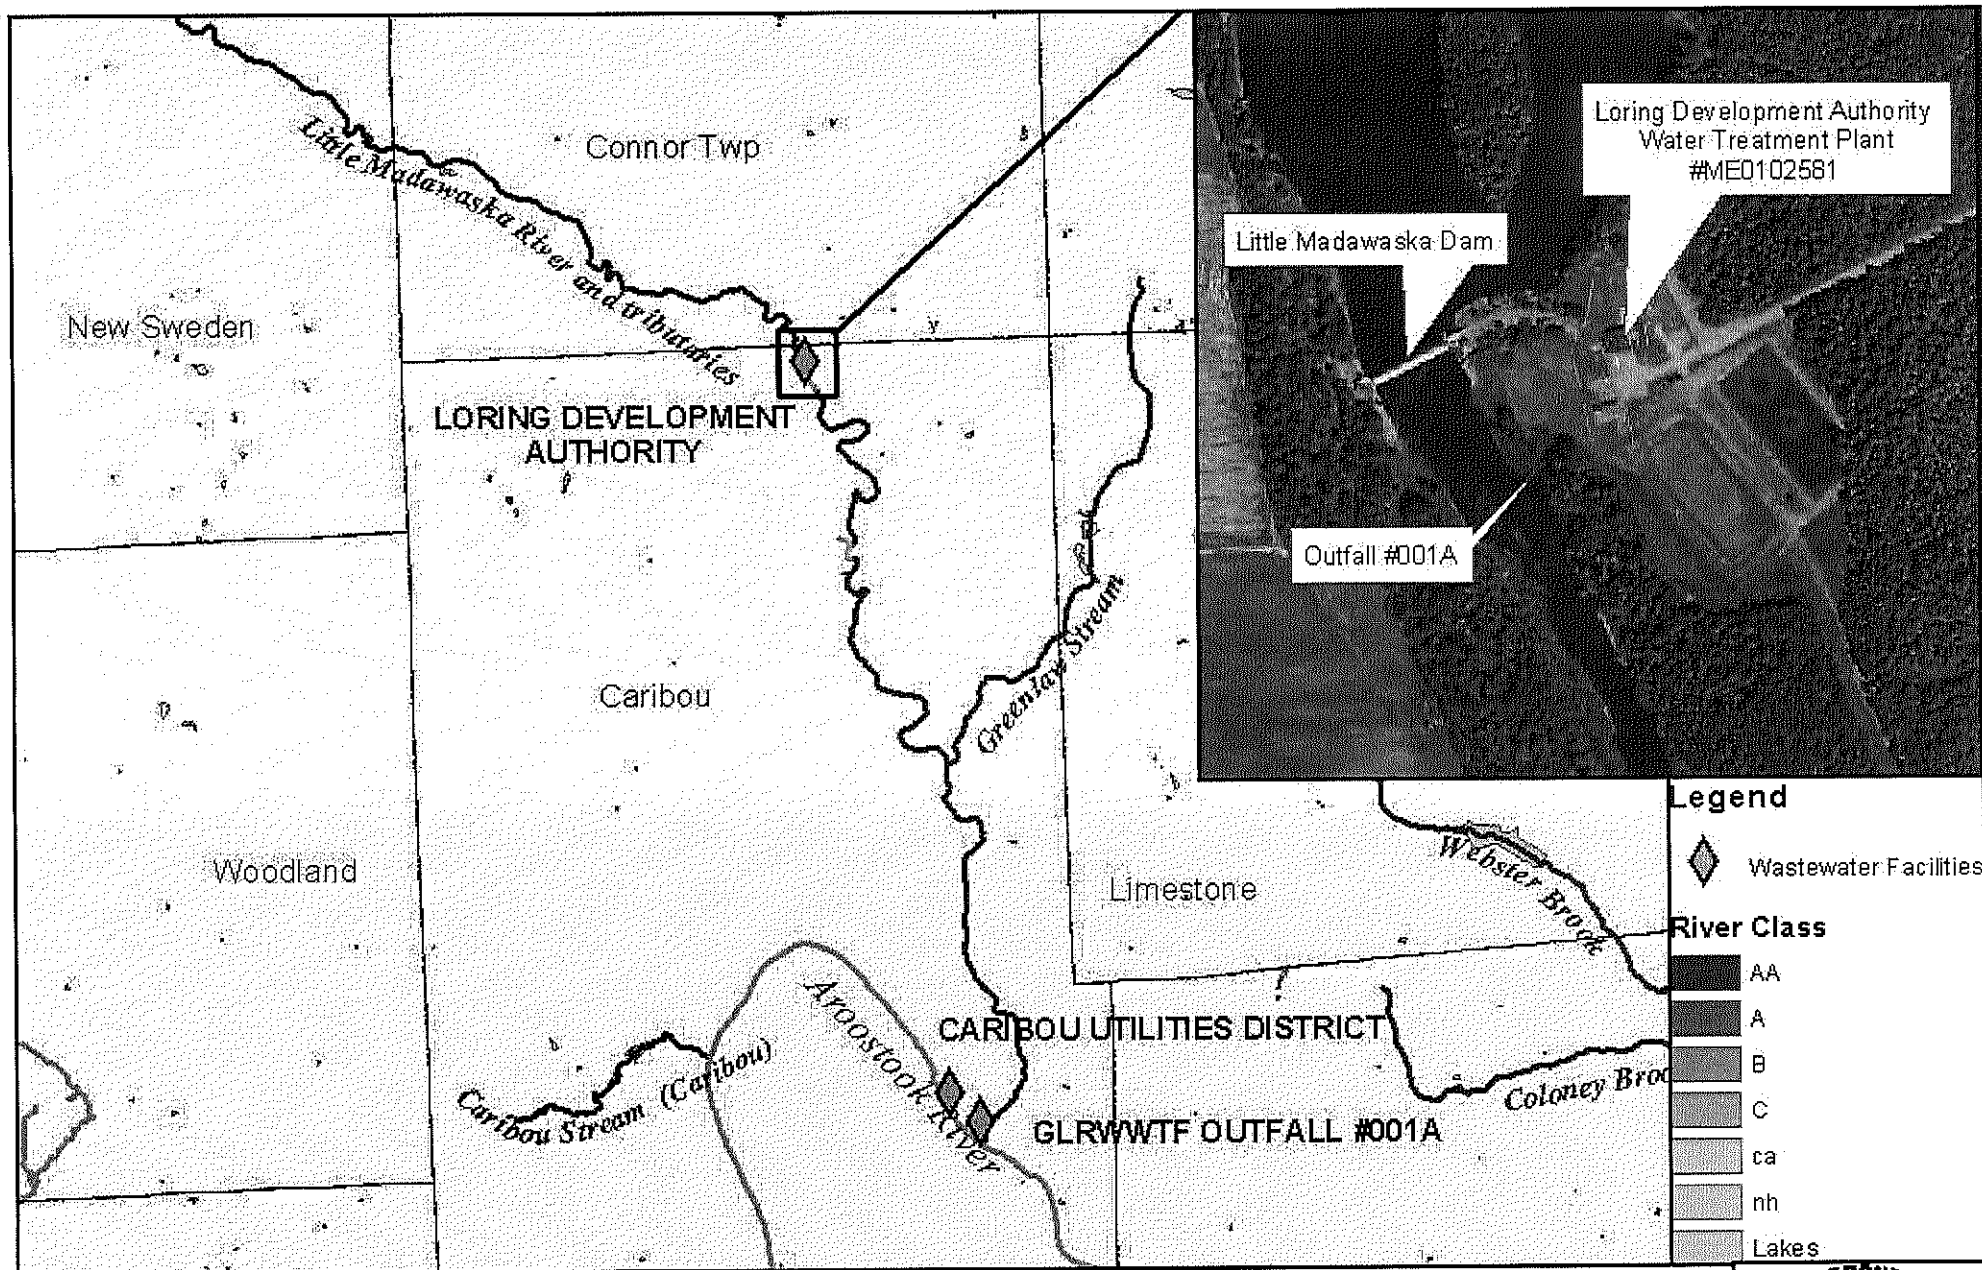 Connor Twp
Little Madawaska River and tributaries
New Sweden
LORING DEVELOPMENT
AUTHORITY
Loring Development Authority
Water Treatment Plant
#ME0102581
Little Madawaska Dam
Outfall #001A
Caribou
Greenlaw Stream
Woodland
Limestone
Webster Brook
Aroostook River
CARIBOU UTILITIES DISTRICT
Caribou Stream (Caribou)
Coloney Broo
GLRWWTF OUTFALL #001A
Legend
Wastewater Facilities
River Class
AA
A
B
C
ca
nh
Lakes